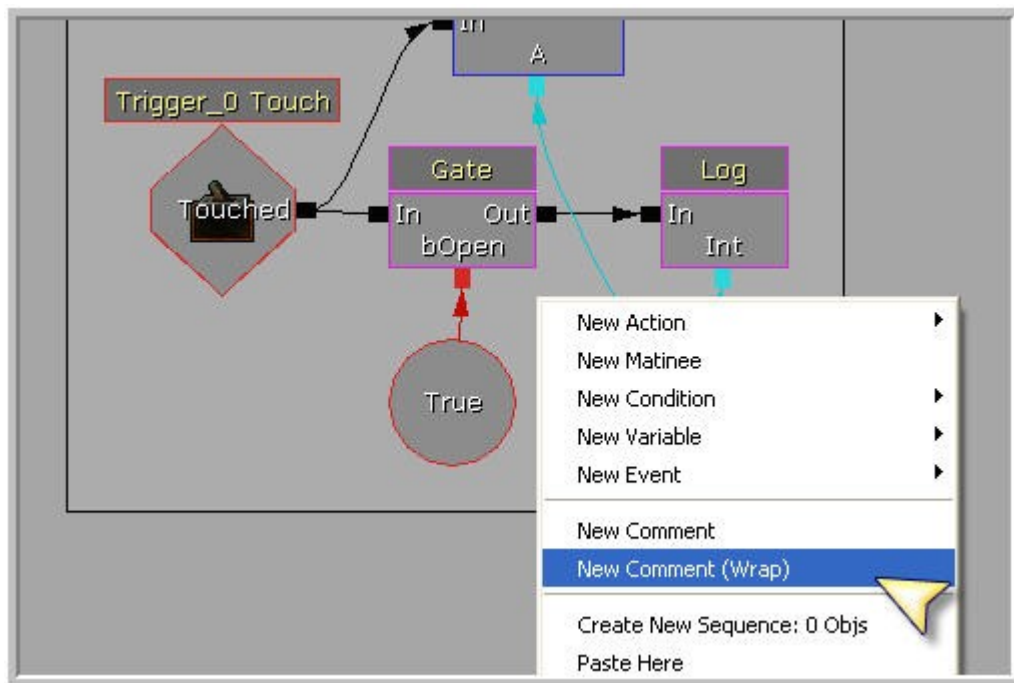 In
A
Trigger_0 Touch
Touched
Gate
In Out
bOpen
Log
In
Int
True
New Action
New Matinee
New Condition
New Variable
New Event
New Comment
New Comment (Wrap)
Create New Sequence: 0 Objs
Paste Here